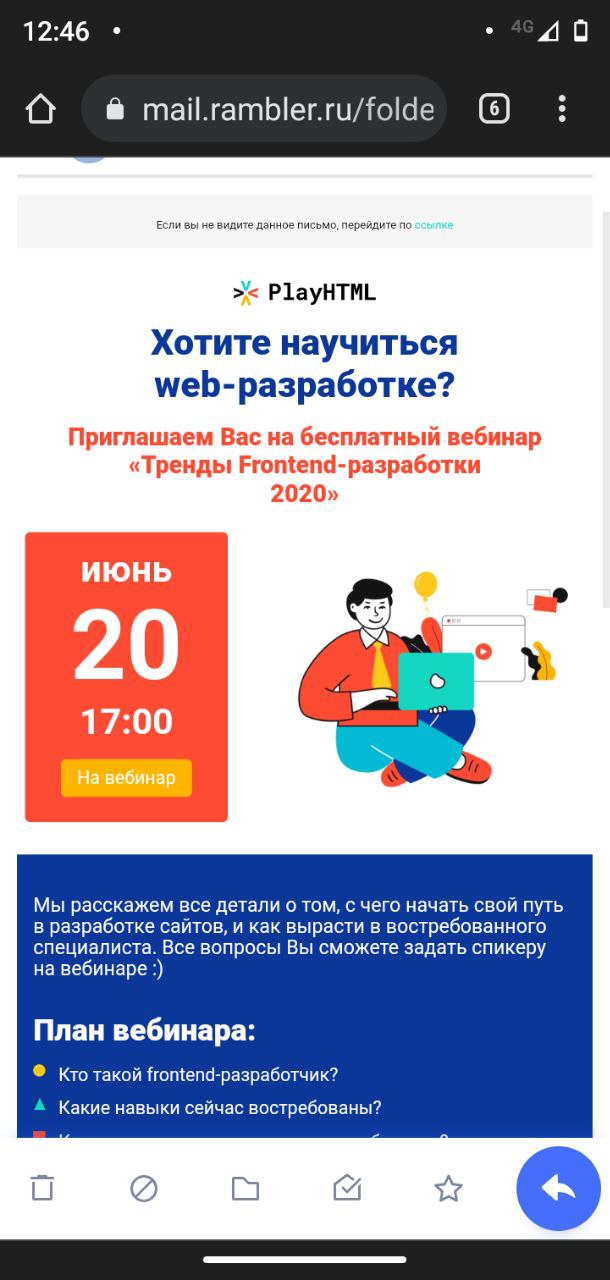 12:46
4G
mail.rambler.ru/folde
6
Если вы не видите данное письмо, перейдите по ссылке
PlayHTML
Хотите научиться
web-разработке?
Приглашаем Вас на бесплатный вебинар
«Тренды Frontend-разработки
2020»
июнь
20
17:00
На вебинар
Мы расскажем все детали о том, с чего начать свой путь
в разработке сайтов, и как вырасти в востребованного
специалиста. Все вопросы Вы сможете задать спикеру
на вебинаре :)
План вебинара:
Кто такой frontend-разработчик?
Какие навыки сейчас востребованы?